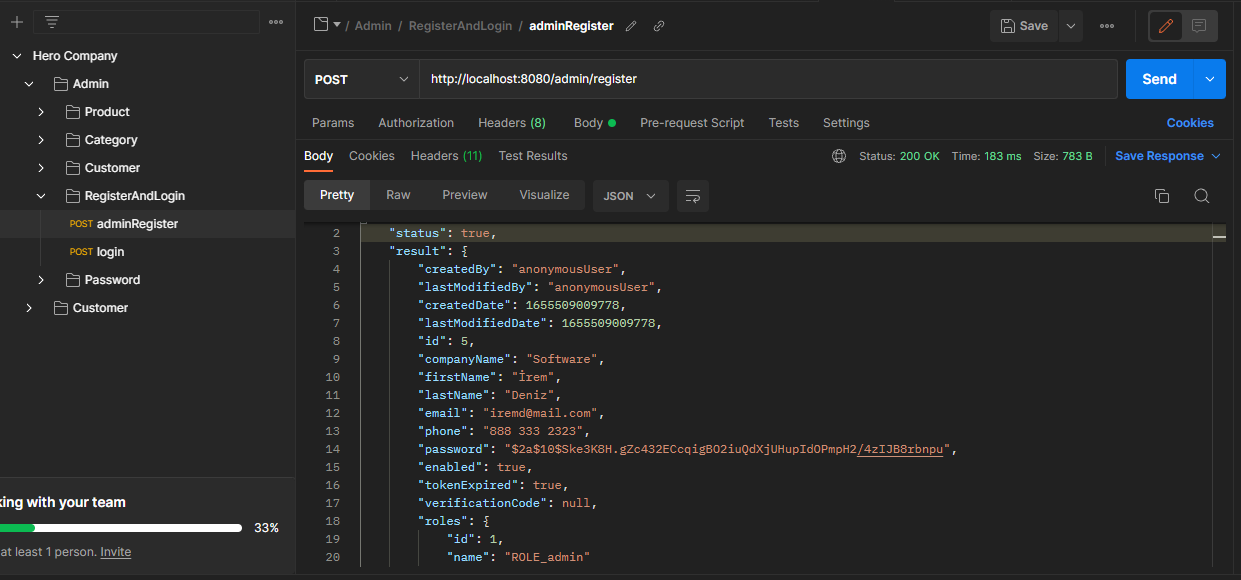 / Admin / RegisterAndLogin / adminRegister
Save
Hero Company
Admin
Product
Category
Customer
RegisterAndLogin
POST adminRegister
POST login
Password
Customer
king with your team
33%
at least 1 person. Invite
POST
http://localhost:8080/admin/register
Send
Params Authorization Headers (8) Body Pre-request Script Tests Settings Cookies
Body Cookies Headers (11) Test Results Status: 200 OK Time: 183 ms Size: 783 B Save Response
Pretty Raw Preview Visualize JSON
2 "status": true,
3 "result": {
4 "createdBy": "anonymousUser",
5 "lastModifiedBy": "anonymousUser",
6 "createdDate": 1655509009778,
7 "lastModifiedDate": 1655509009778,
8 "id": 5,
9 "companyName": "Software",
10 "firstName": "İrem",
11 "lastName": "Deniz",
12 "email": "iremd@mail.com",
13 "phone": "888 333 2323",
14 "password": "$2a$10$Ske3K8H.gZc432ECcqigBO2iuQdXjUHupIdOPmpH2/4zIJB8rbnpu",
15 "enabled": true,
16 "tokenExpired": true,
17 "verificationCode": null,
18 "roles": {
19 "id": 1,
20 "name": "ROLE_admin"